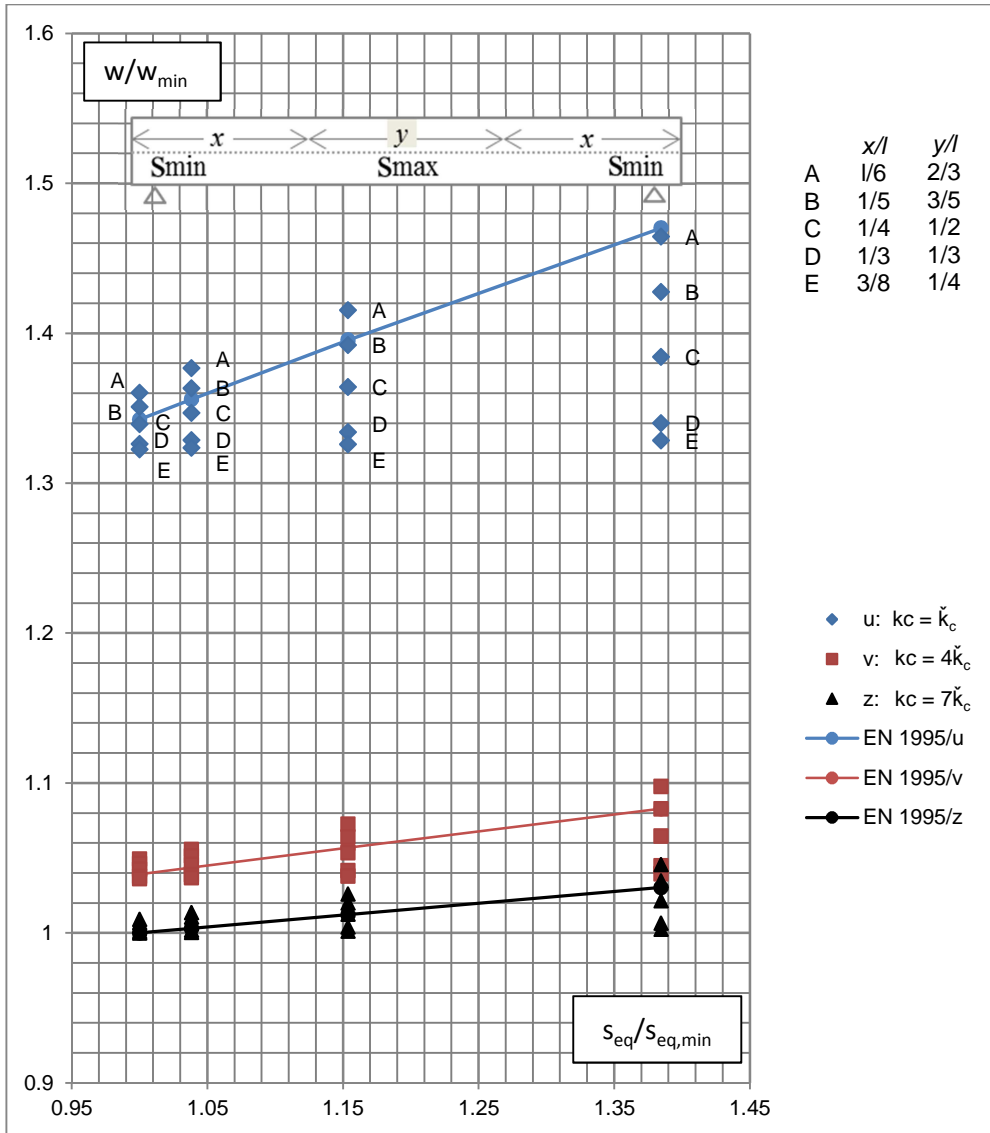 1.6
w/wmin
x y x
Smin Smax Smin
x/l y/l
A l/6 2/3
B 1/5 3/5
C 1/4 1/2
D 1/3 1/3
E 3/8 1/4
1.5
A
B
1.4
A
B
C
C
A
A
B
B
C
C
D
D
D
D
E
E
E
E
1.3
1.2
u: kc = ǩc
v: kc = 4ǩc
z: kc = 7ǩc
EN 1995/u
EN 1995/v
EN 1995/z
1.1
1
seq/seq,min
0.9
0.95 1.05 1.15 1.25 1.35 1.45